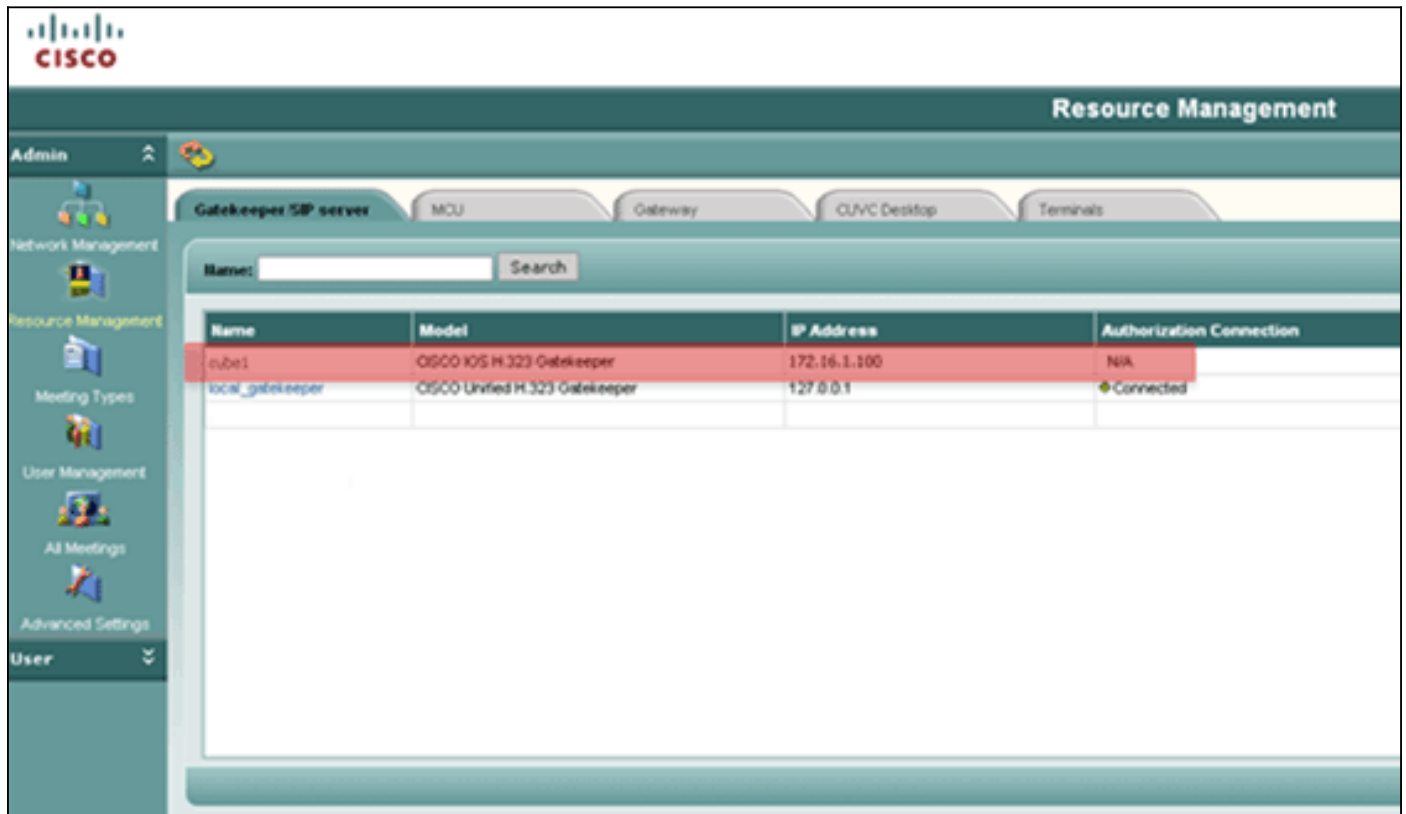 CISCO
Resource Management
Admin
Gatekeeper/SIP server MCU Gateway CUVC Desktop Terminals
Network Management
Name: Search
Resource Management
Name Model IP Address Authorization Connection
cube1 CISCO IOS H.323 Gatekeeper 172.16.1.100 N/A
local_gatekeeper CISCO Unified H.323 Gatekeeper 127.0.0.1 Connected
Meeting Types
User Management
All Meetings
Advanced Settings
User